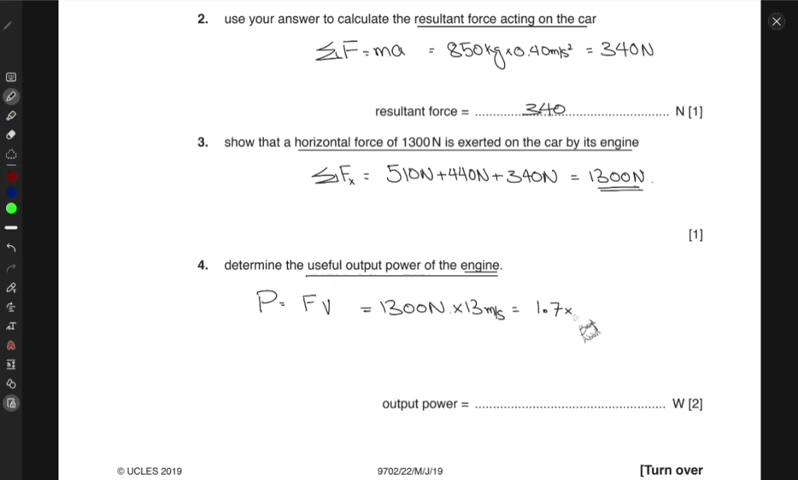 2. use your answer to calculate the resultant force acting on the car
ΣF = ma = 850kg × 0.40m/s² = 340N
resultant force = ........340........ N [1]
3. show that a horizontal force of 1300 N is exerted on the car by its engine
ΣFx = 510N + 440N + 340N = 1300N.
[1]
4. determine the useful output power of the engine.
P = FV = 1300N × 13m/s = 1.7×
output power = ................ W [2]
© UCLES 2019 9702/22/M/J/19 [Turn over